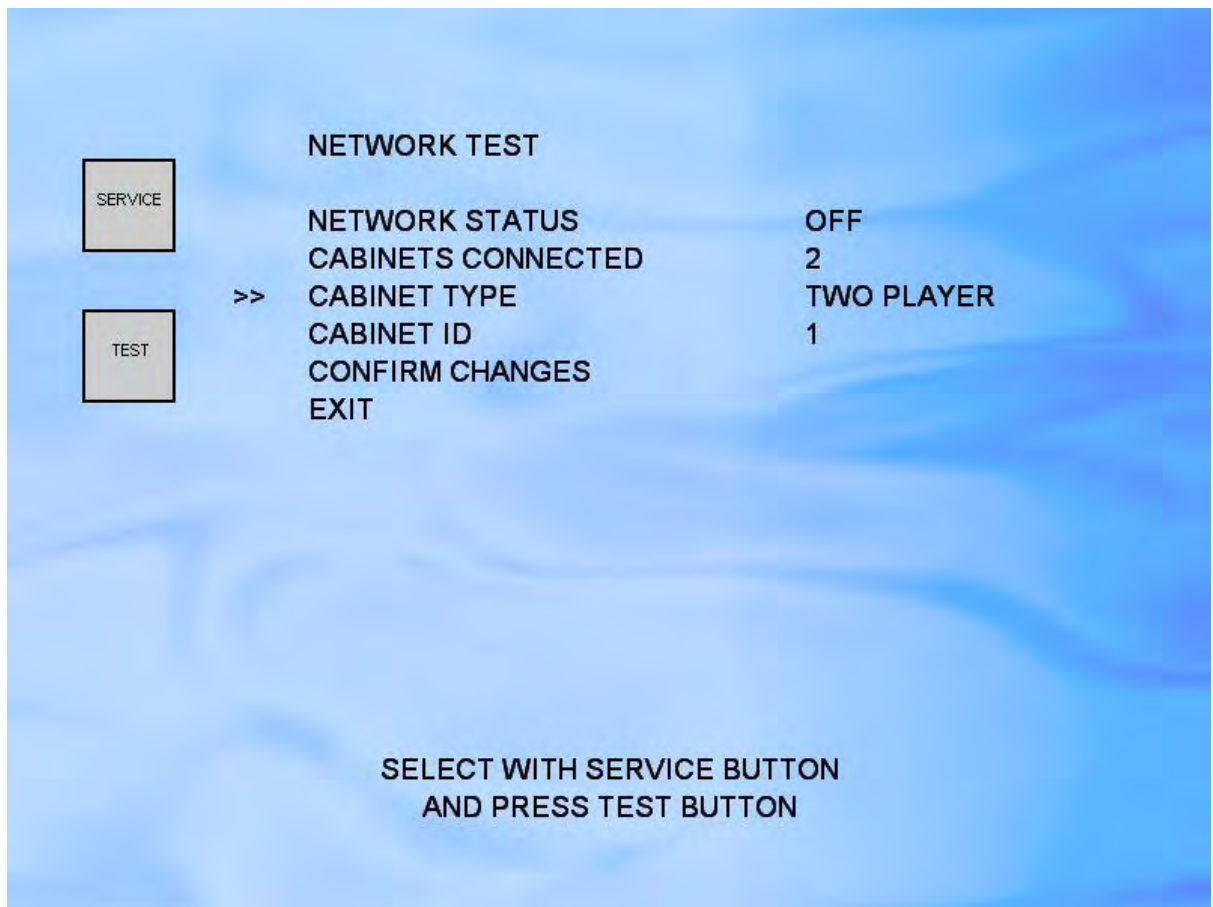 NETWORK TEST
SERVICE
NETWORK STATUS OFF
CABINETS CONNECTED 2
>> CABINET TYPE TWO PLAYER
CABINET ID 1
TEST
CONFIRM CHANGES
EXIT
SELECT WITH SERVICE BUTTON
AND PRESS TEST BUTTON